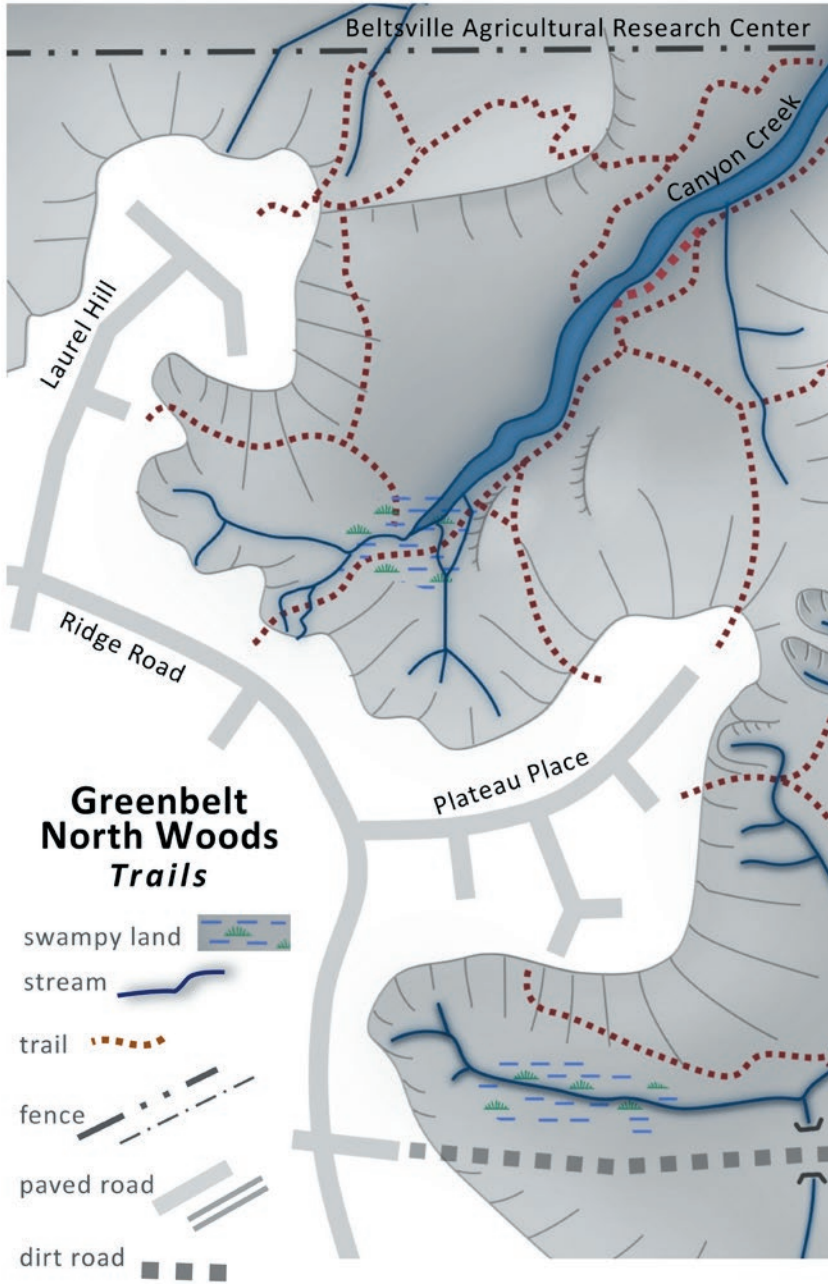 Beltsville Agricultural Research Center
Canyon Creek
Laurel Hill
Ridge Road
Plateau Place
Greenbelt
North Woods
Trails
swampy land
stream
trail
fence
paved road
dirt road